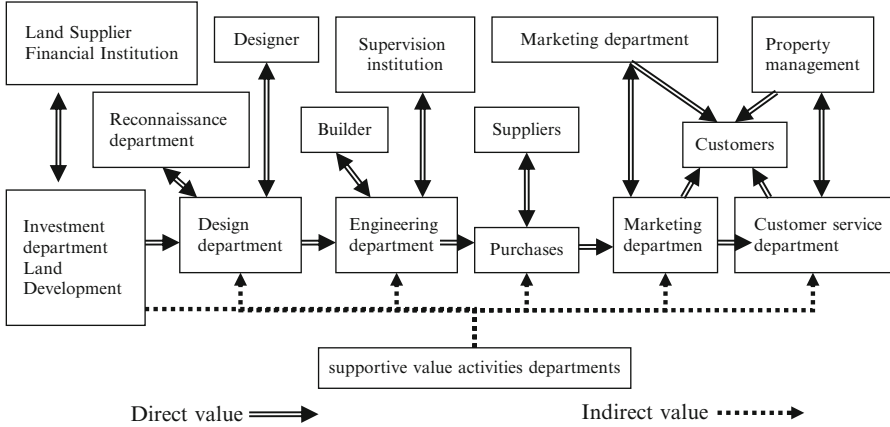 Land Supplier
Financial Institution
Designer
Supervision
institution
Marketing department
Property
management
Reconnaissance
department
Builder
Suppliers
Customers
Investment
department
Land
Development
Design
department
Engineering
department
Purchases
Marketing
departmen
Customer service
department
supportive value activities departments
Direct value
Indirect value